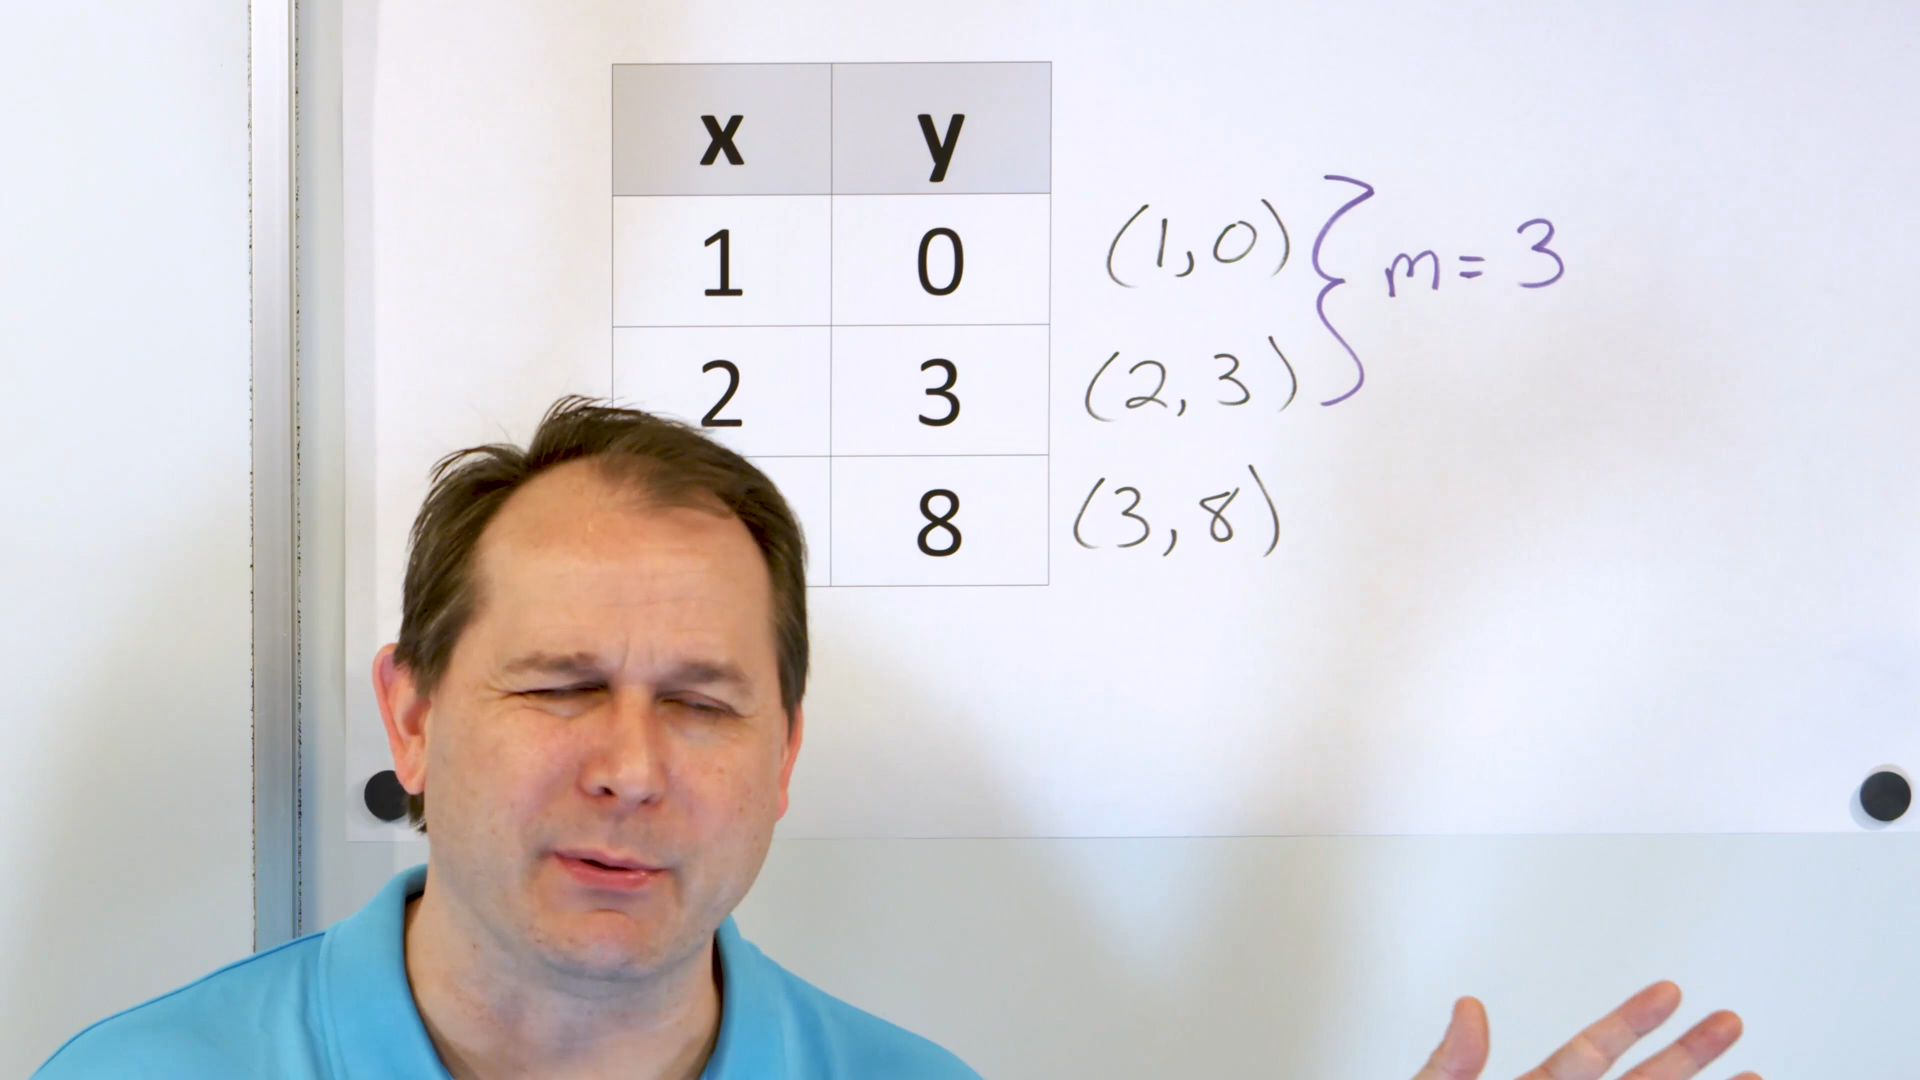 x y
1 0 (1,0)
m = 3
2 3 (2,3)
8 (3,8)